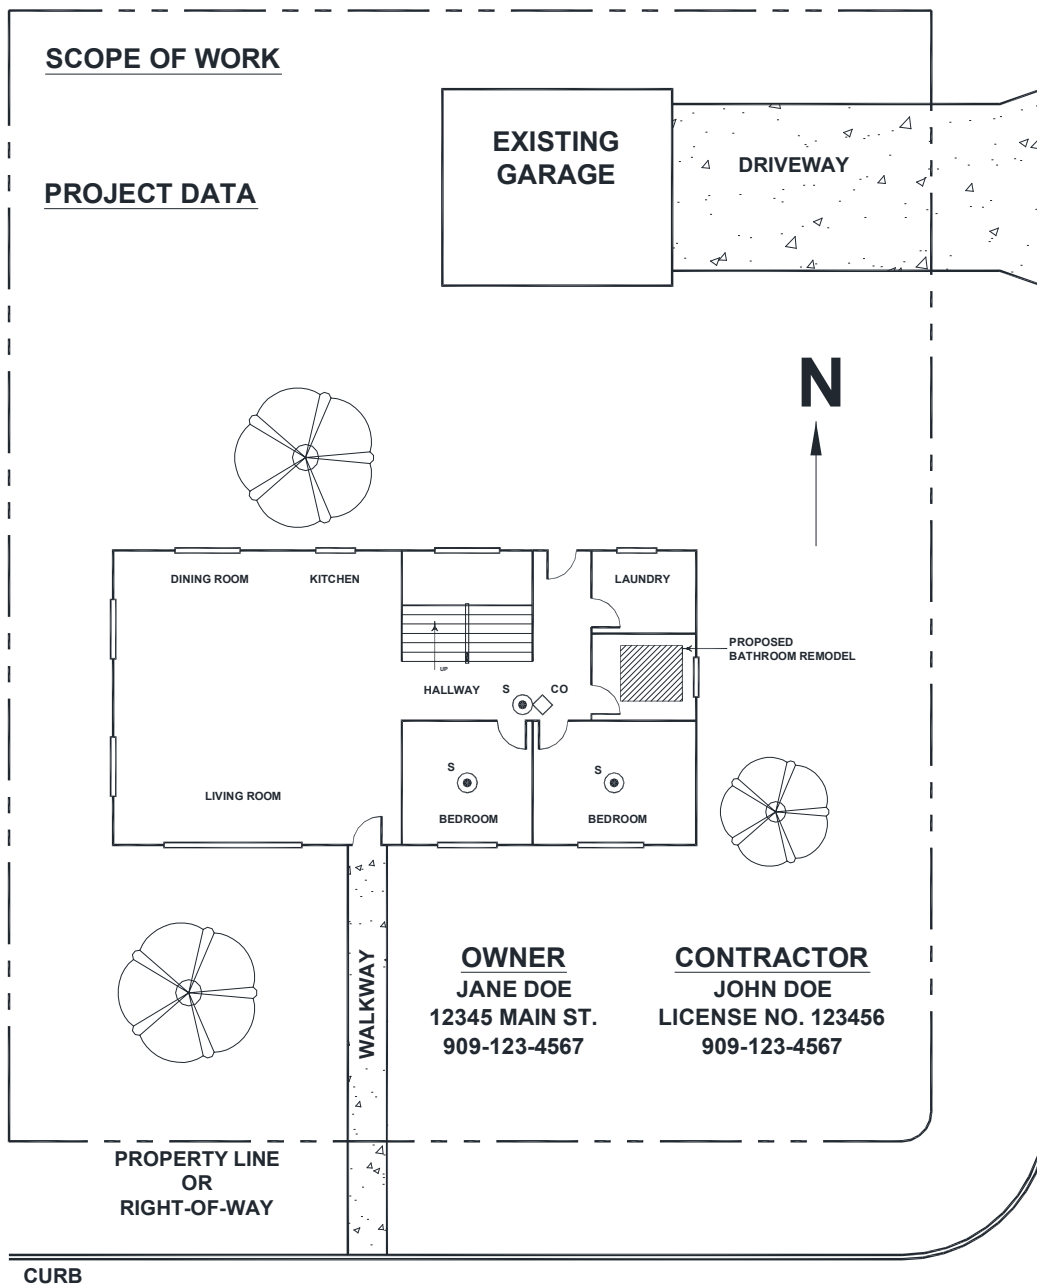 SCOPE OF WORK
EXISTING
GARAGE
DRIVEWAY
PROJECT DATA
N
DINING ROOM
KITCHEN
LAUNDRY
PROPOSED
BATHROOM REMODEL
UP
HALLWAY
S
CO
S
S
LIVING ROOM
BEDROOM
BEDROOM
WALKWAY
OWNER
JANE DOE
12345 MAIN ST.
909-123-4567
CONTRACTOR
JOHN DOE
LICENSE NO. 123456
909-123-4567
PROPERTY LINE
OR
RIGHT-OF-WAY
CURB